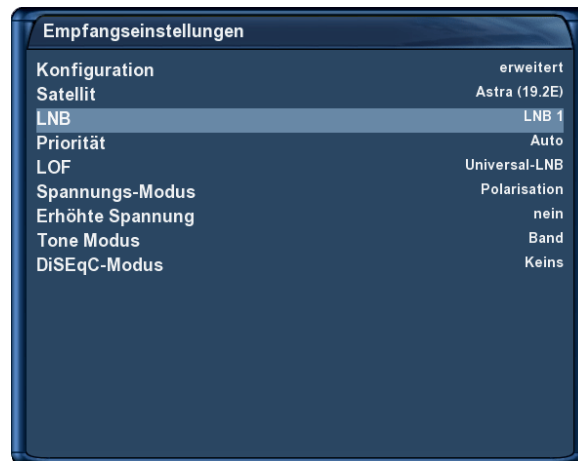 Empfangseinstellungen
Konfiguration erweitert
Satellit Astra (19.2E)
LNB LNB 1
Priorität Auto
LOF Universal-LNB
Spannungs-Modus Polarisation
Erhöhte Spannung nein
Tone Modus Band
DiSEqC-Modus Keins